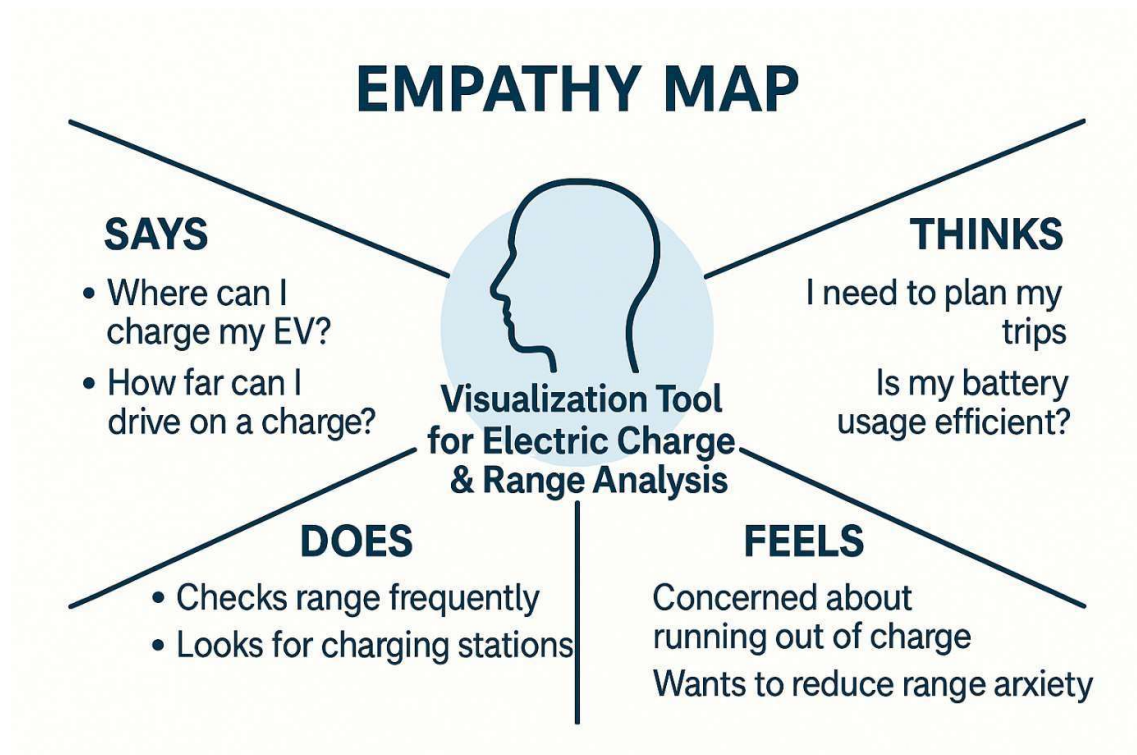 EMPATHY MAP
SAYS
• Where can I
charge my EV?
• How far can I
drive on a charge?
THINKS
I need to plan my
trips
Is my battery
usage efficient?
Visualization Tool
for Electric Charge
& Range Analysis
DOES
• Checks range frequently
• Looks for charging stations
FEELS
Concerned about
running out of charge
Wants to reduce range arxiety